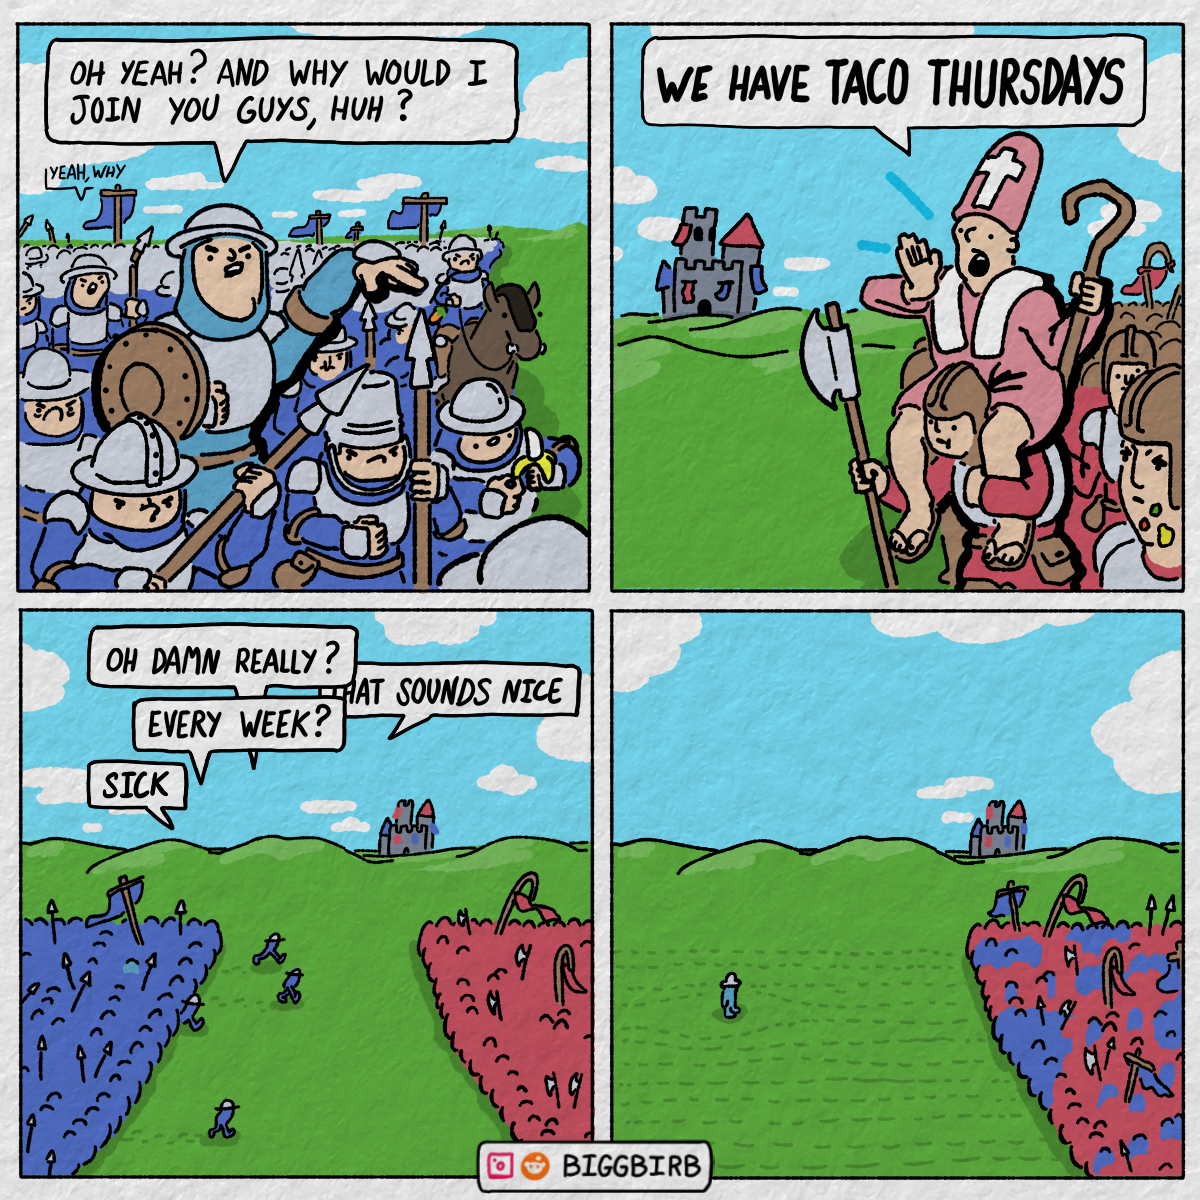 OH YEAH? AND WHY WOULD I
JOIN YOU GUYS, HUH?
YEAH, WHY
WE HAVE TACO THURSDAYS
OH DAMN REALLY?
HAT SOUNDS NICE
EVERY WEEK?
SICK
BIGGBIRB